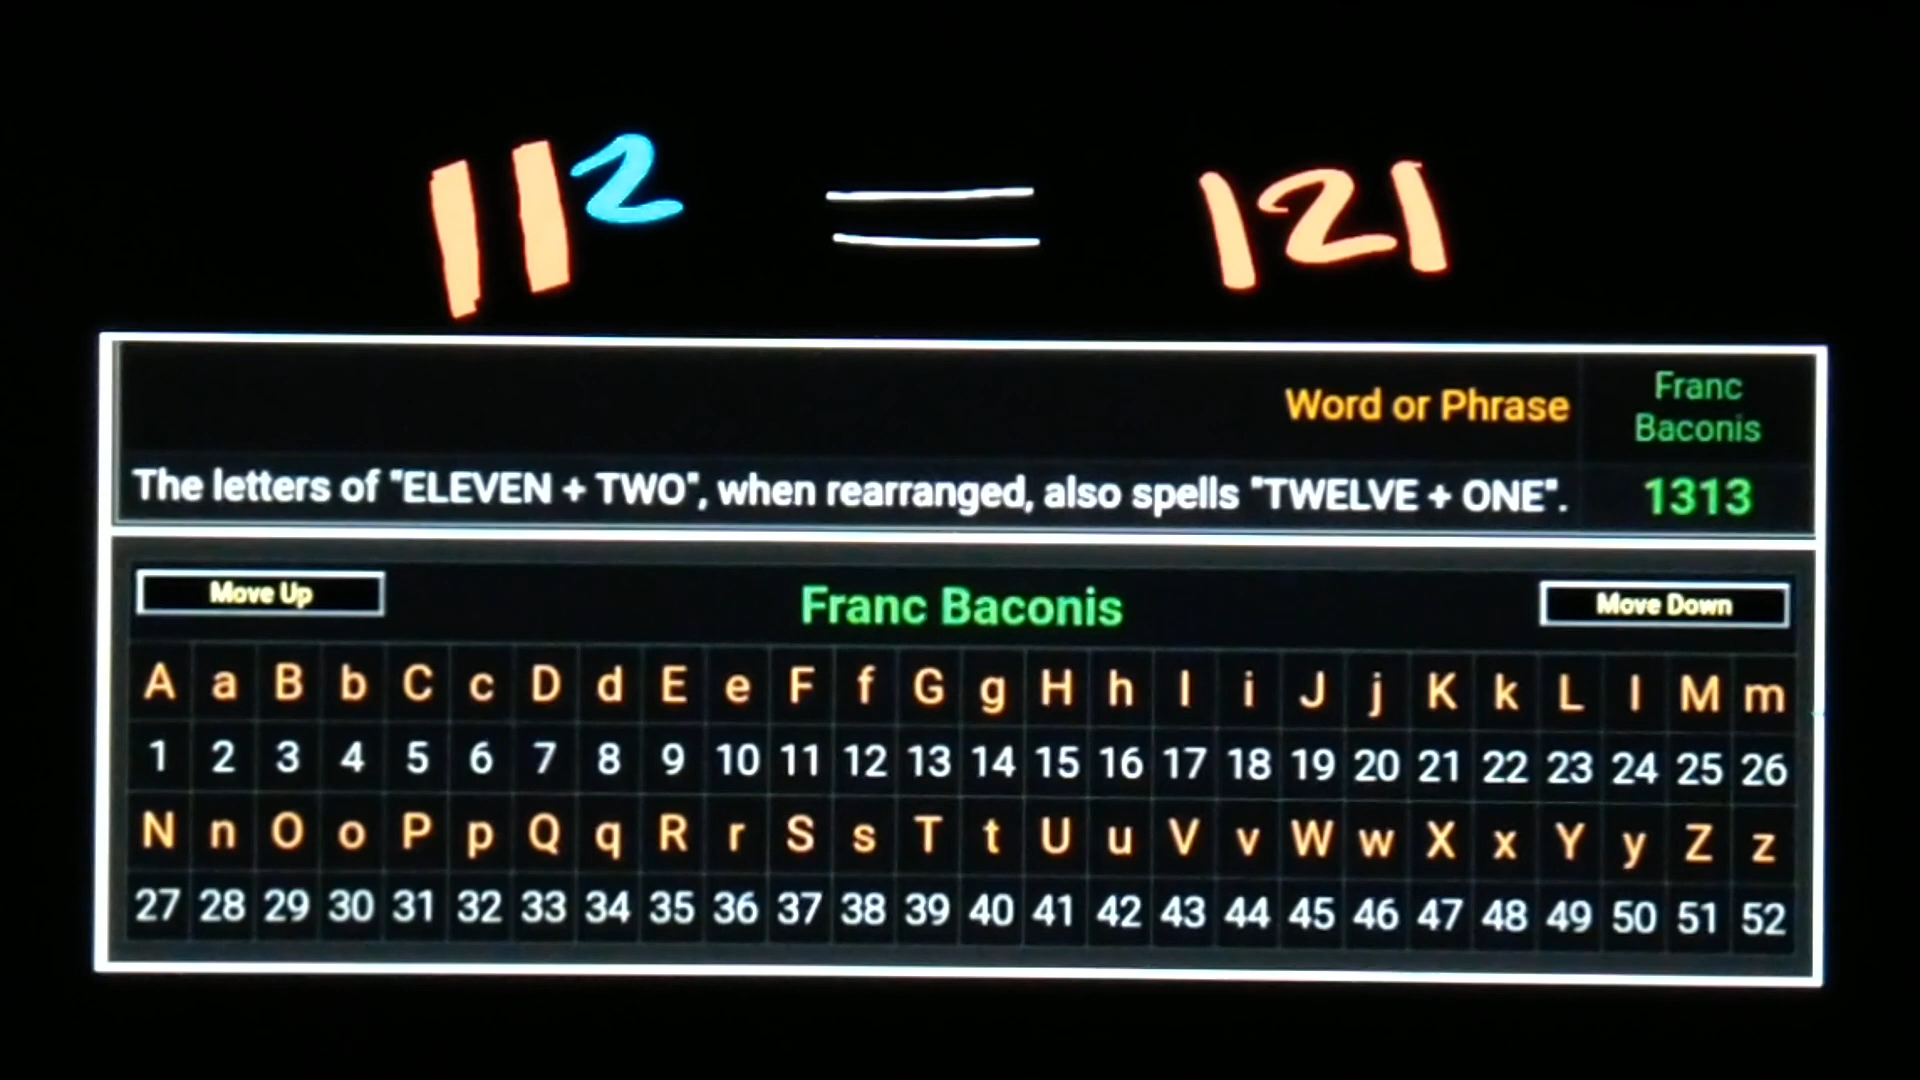 11² = 121
Word or Phrase
Franc
Baconis
The letters of "ELEVEN + TWO", when rearranged, also spells "TWELVE + ONE". 1313
Move Up Franc Baconis Move Down
A a B b C c D d E e F f G g H h I i J j K k L l M m
1 2 3 4 5 6 7 8 9 10 11 12 13 14 15 16 17 18 19 20 21 22 23 24 25 26
N n O o P p Q q R r S s T t U u V v W w X x Y y Z z
27 28 29 30 31 32 33 34 35 36 37 38 39 40 41 42 43 44 45 46 47 48 49 50 51 52